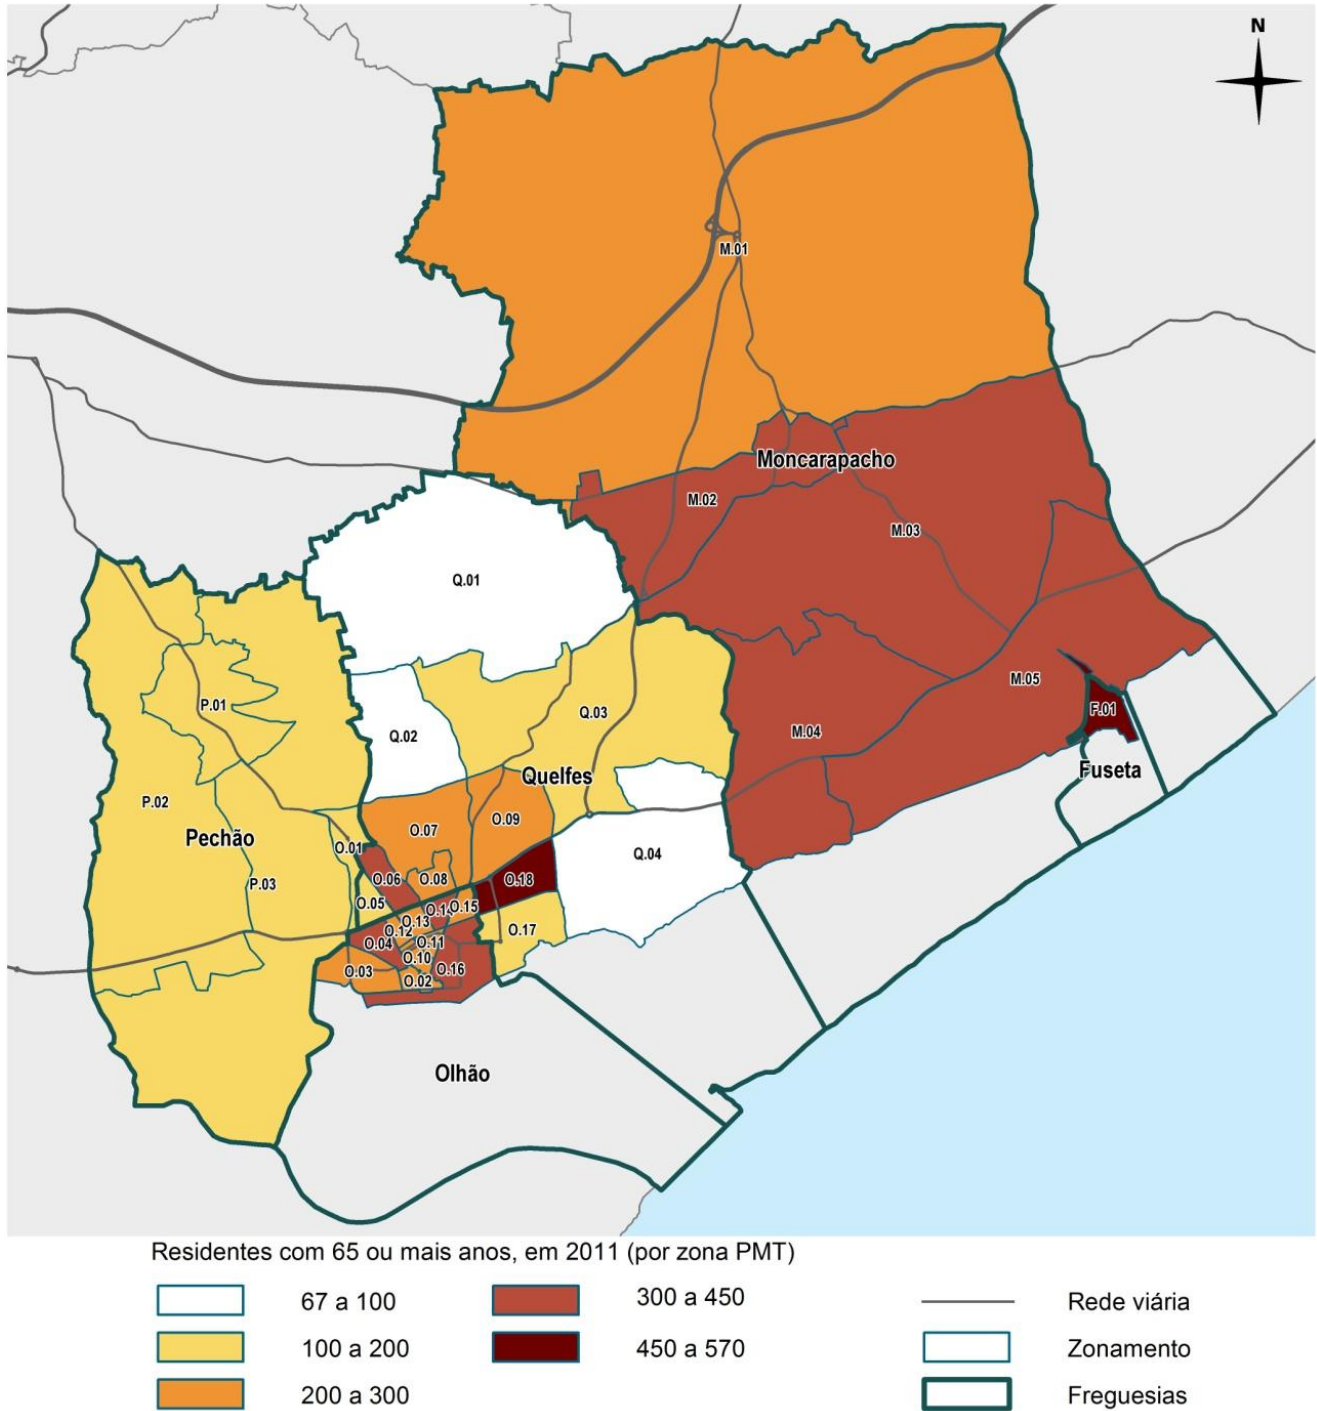 N
M.01
Moncarapacho
M.02
M.03
Q.01
M.05
P.01
Q.03
F.01
Q.02
M.04
Fuseta
Quelfes
P.02
O.09
O.07
Pechão
O.01
Q.04
O.06
O.08
O.18
P.03
O.05
O.15
O.13
O.17
O.12
O.11
O.04
O.10
O.03
O.16
O.02
Olhão
Residentes com 65 ou mais anos, em 2011 (por zona PMT)
67 a 100
100 a 200
200 a 300
300 a 450
450 a 570
Rede viária
Zonamento
Freguesias